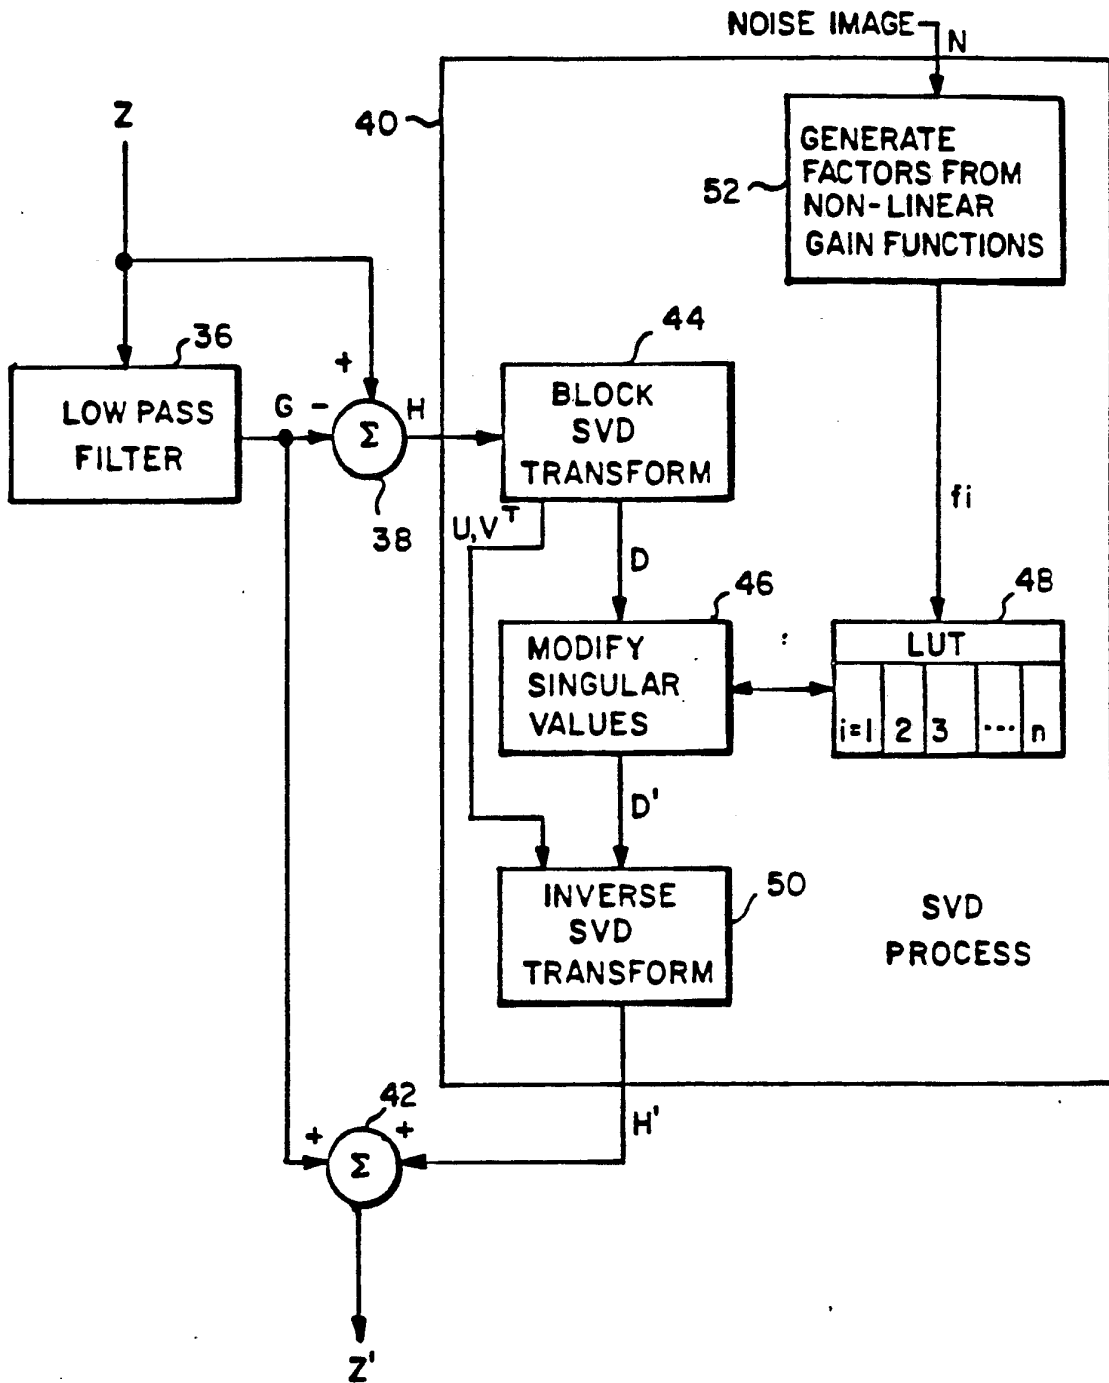 NOISE IMAGE
N
Z
40
GENERATE
FACTORS FROM
NON-LINEAR
GAIN FUNCTIONS
52
36
LOW PASS
FILTER
G
-
+
Σ
38
H
44
BLOCK
SVD
TRANSFORM
U,V^T
D
fi
46
MODIFY
SINGULAR
VALUES
48
LUT
i=1 2 3 ... n
D'
INVERSE
SVD
TRANSFORM
50
SVD
PROCESS
42
+ +
Σ
H'
Z'